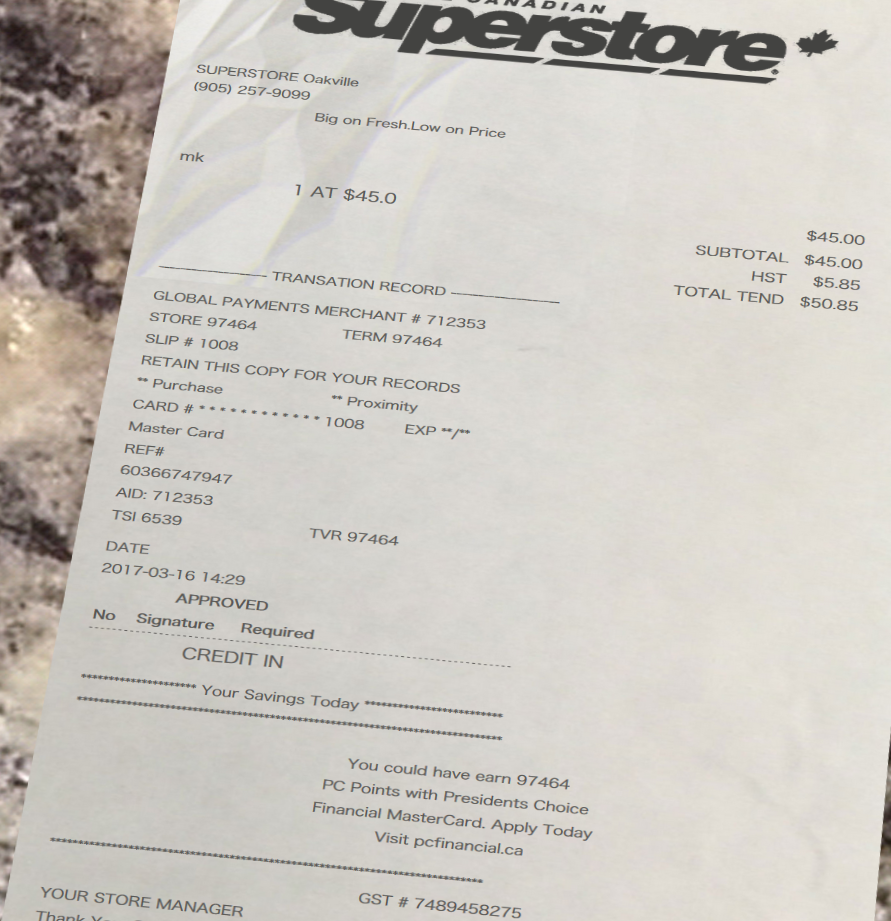 CANADIAN
Superstore
SUPERSTORE Oakville
(905) 257-9099
Big on Fresh.Low on Price
mk
1 AT $45.0
$45.00
SUBTOTAL $45.00
HST $5.85
TOTAL TEND $50.85
---------------------- TRANSATION RECORD ----------------------
GLOBAL PAYMENTS MERCHANT # 712353
STORE 97464 TERM 97464
SLIP # 1008
RETAIN THIS COPY FOR YOUR RECORDS
** Purchase ** Proximity
CARD # * * * * * * * * * * * * 1008 EXP **/**
Master Card
REF#
60366747947
AID: 712353
TSI 6539 TVR 97464
DATE
2017-03-16 14:29
APPROVED
No Signature Required
CREDIT IN
********************* Your Savings Today *************************
You could have earn 97464
PC Points with Presidents Choice
Financial MasterCard. Apply Today
Visit pcfinancial.ca
GST # 7489458275
YOUR STORE MANAGER
Thank